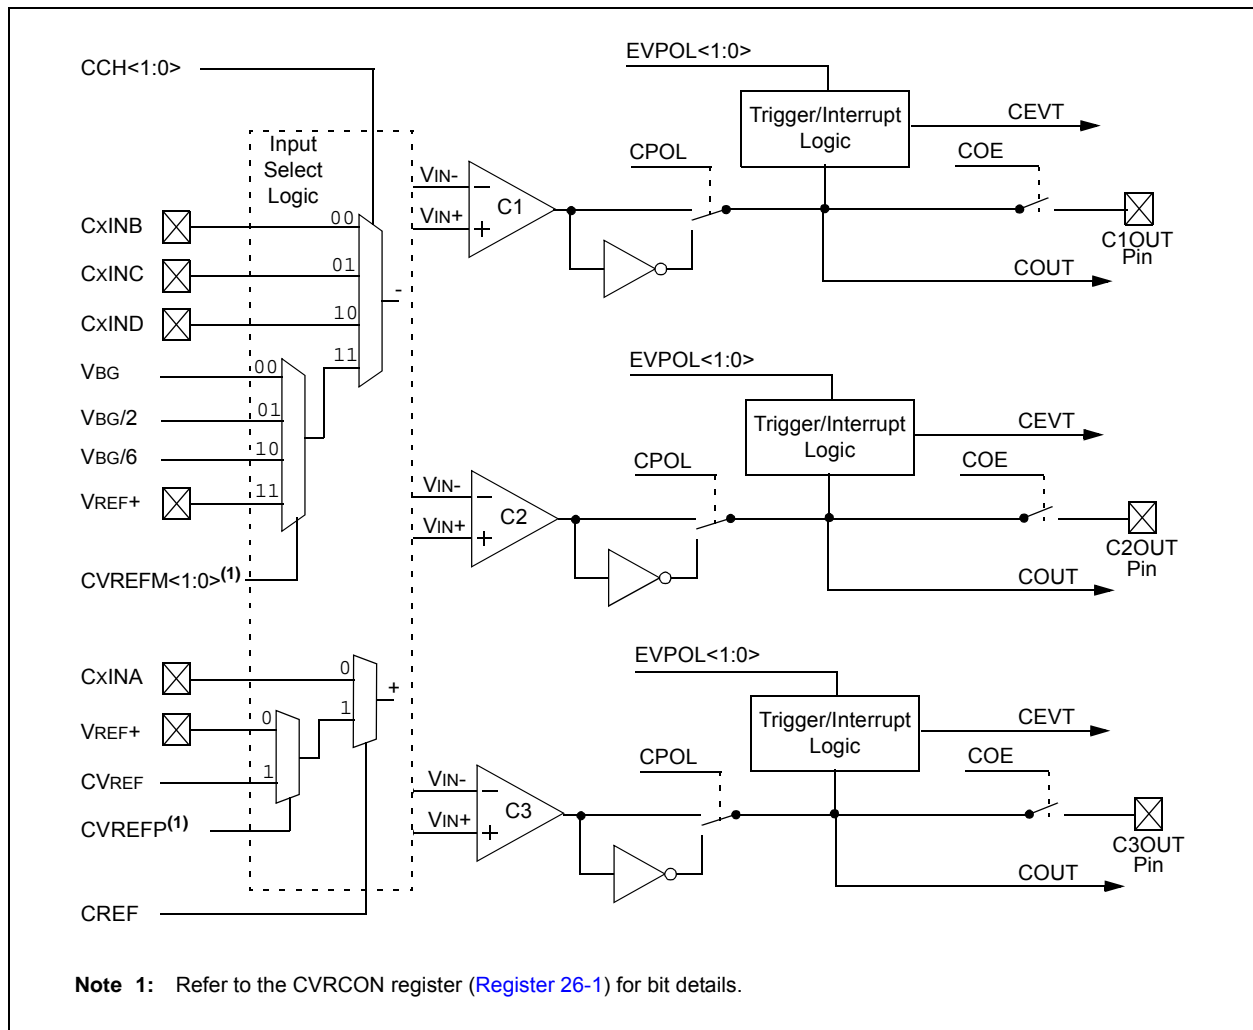 CCH<1:0>
Input
Select
Logic
CxINB
00
CxINC
01
CxIND
10
11
-
VBG
00
VBG/2
01
VBG/6
10
VREF+
11
CVREFM<1:0>(1)
CxINA
0
+
VREF+
0
1
CVREF
1
CVREFP(1)
CREF
EVPOL<1:0>
Trigger/Interrupt
Logic
CEVT
CPOL
COE
VIN-
−
C1
VIN+
+
C1OUT
Pin
COUT
EVPOL<1:0>
Trigger/Interrupt
Logic
CEVT
CPOL
COE
VIN-
−
C2
VIN+
+
C2OUT
Pin
COUT
EVPOL<1:0>
Trigger/Interrupt
Logic
CEVT
CPOL
COE
VIN-
−
C3
VIN+
+
C3OUT
Pin
COUT
Note 1: Refer to the CVRCON register (Register 26-1) for bit details.